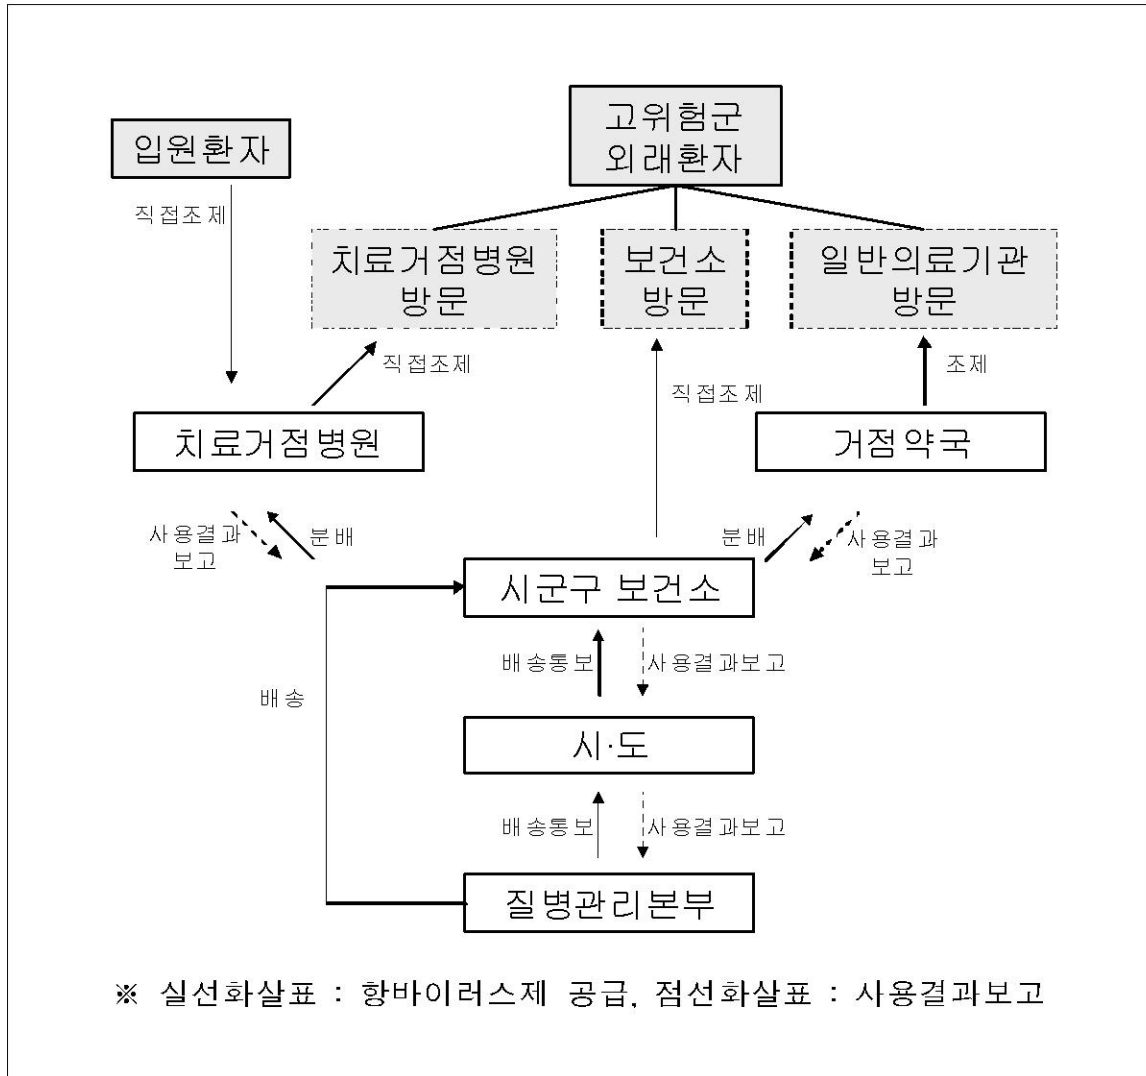 고위험군
외래환자
입원환자
직접조제
치료거점병원
방문
보건소
방문
일반의료기관
방문
직접조제
직접조제
조제
치료거점병원
거점약국
사용결과
보고
분배
분배
사용결과
보고
시군구 보건소
배송통보
사용결과보고
배송
시·도
배송통보
사용결과보고
질병관리본부
※ 실선화살표 : 항바이러스제 공급, 점선화살표 : 사용결과보고